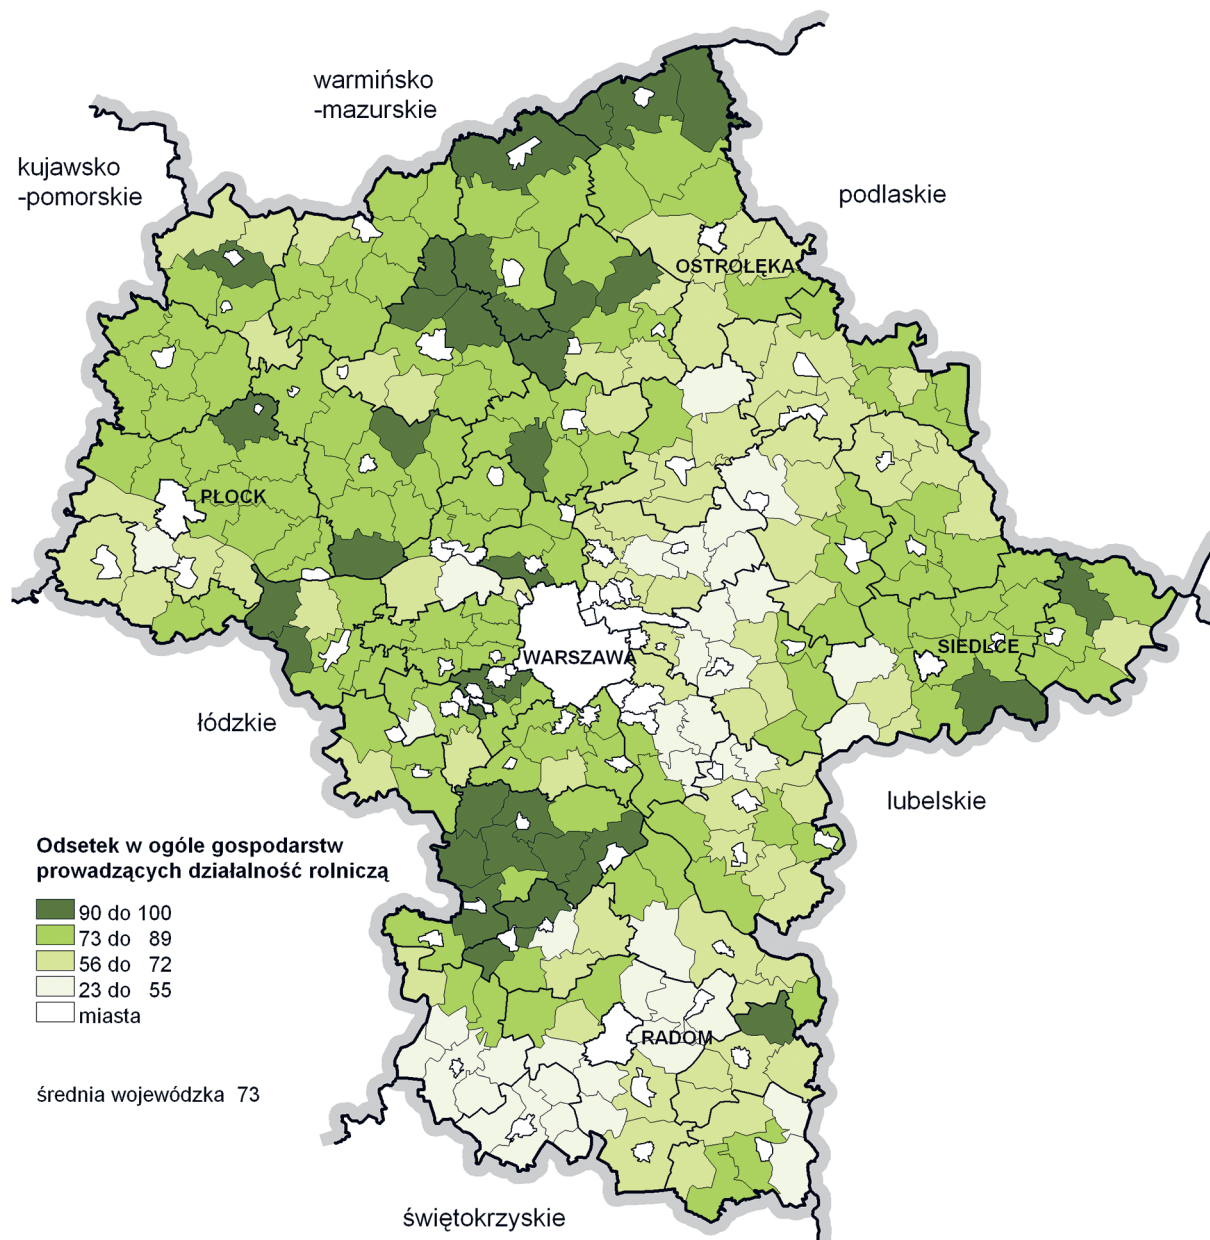 warmińsko
-mazurskie
kujawsko
-pomorskie
podlaskie
OSTROŁĘKA
PŁOCK
SIEDLCE
WARSZAWA
łódzkie
lubelskie
Odsetek w ogóle gospodarstw
prowadzących działalność rolniczą
90 do 100
73 do 89
56 do 72
23 do 55
miasta
RADOM
średnia wojewódzka 73
świętokrzyskie